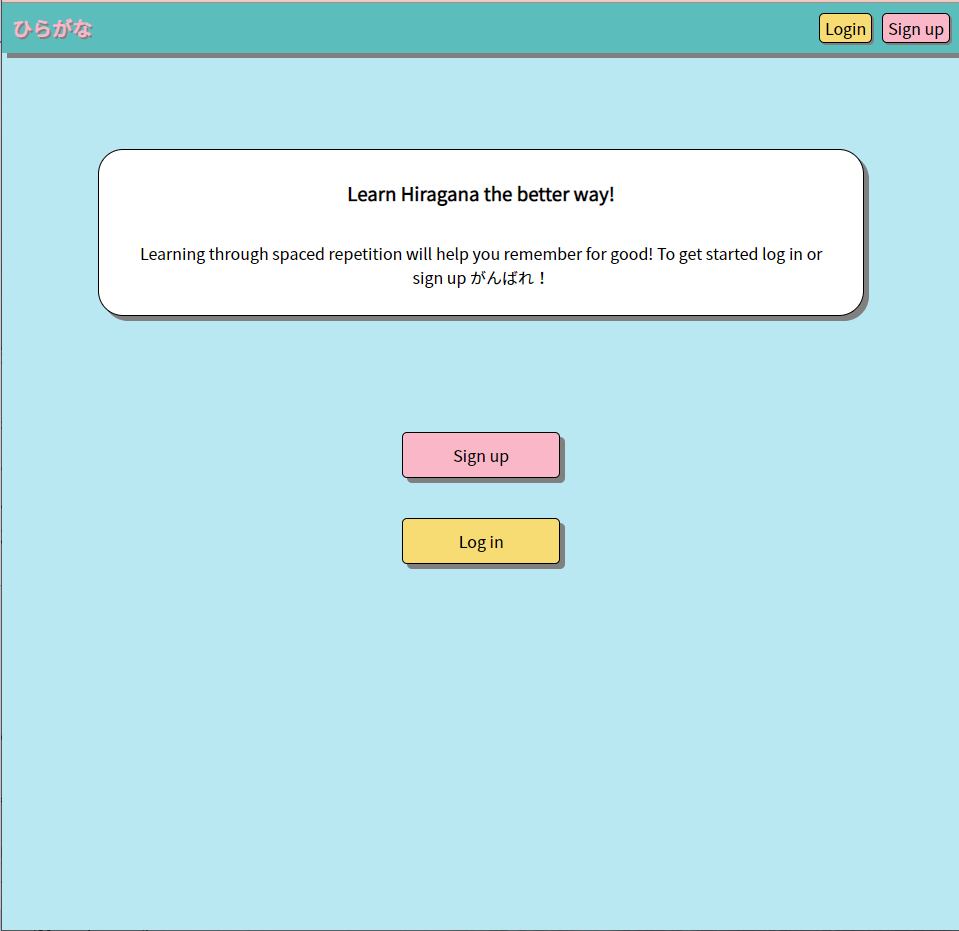 ひらがな
Login Sign up
Learn Hiragana the better way!
Learning through spaced repetition will help you remember for good! To get started log in or
sign up がんばれ！
Sign up
Log in